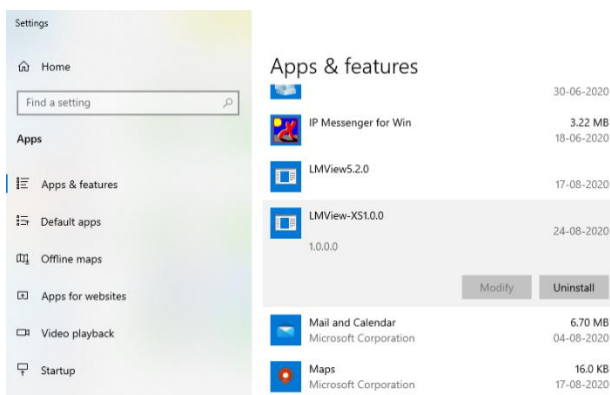 Settings
Home
Find a setting
Apps
Apps & features
Default apps
Offline maps
Apps for websites
Video playback
Startup
Apps & features
30-06-2020
IP Messenger for Win 3.22 MB
18-06-2020
LMView5.2.0
17-08-2020
LMView-XS1.0.0
24-08-2020
1.0.0.0
Modify Uninstall
Mail and Calendar 6.70 MB
Microsoft Corporation 04-08-2020
Maps 16.0 KB
Microsoft Corporation 17-08-2020